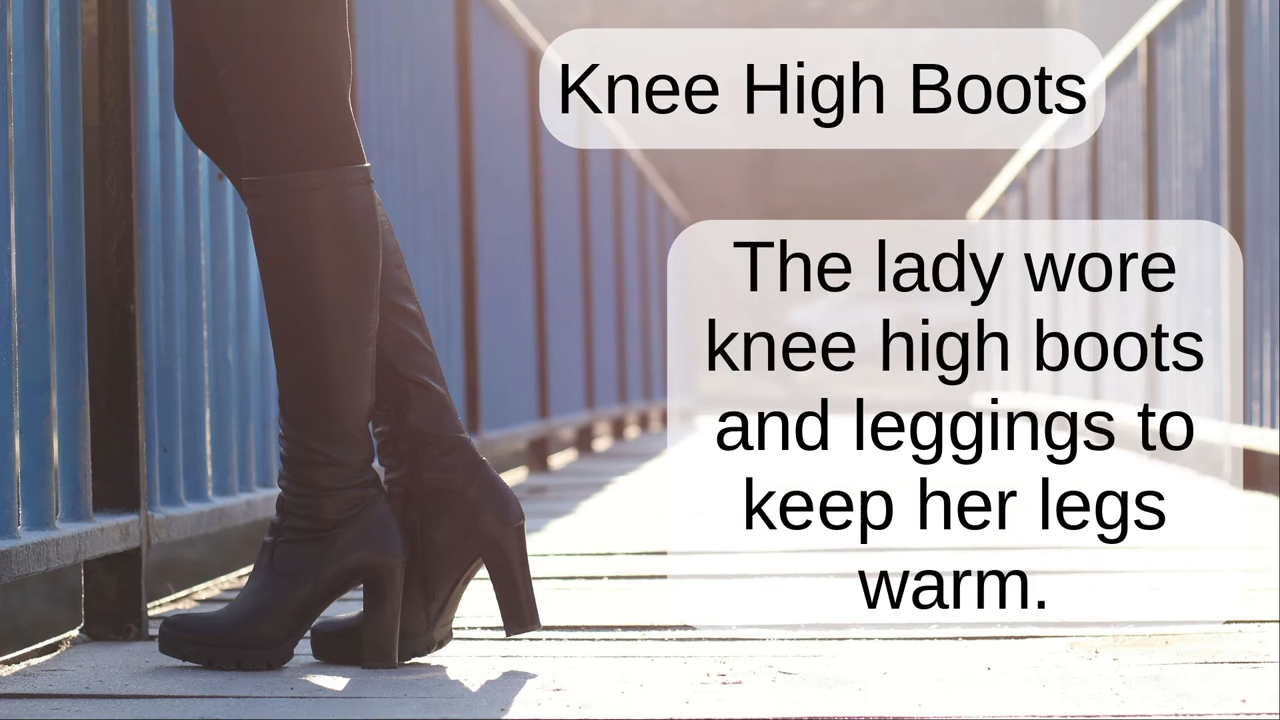 Knee High Boots
The lady wore
knee high boots
and leggings to
keep her legs
warm.